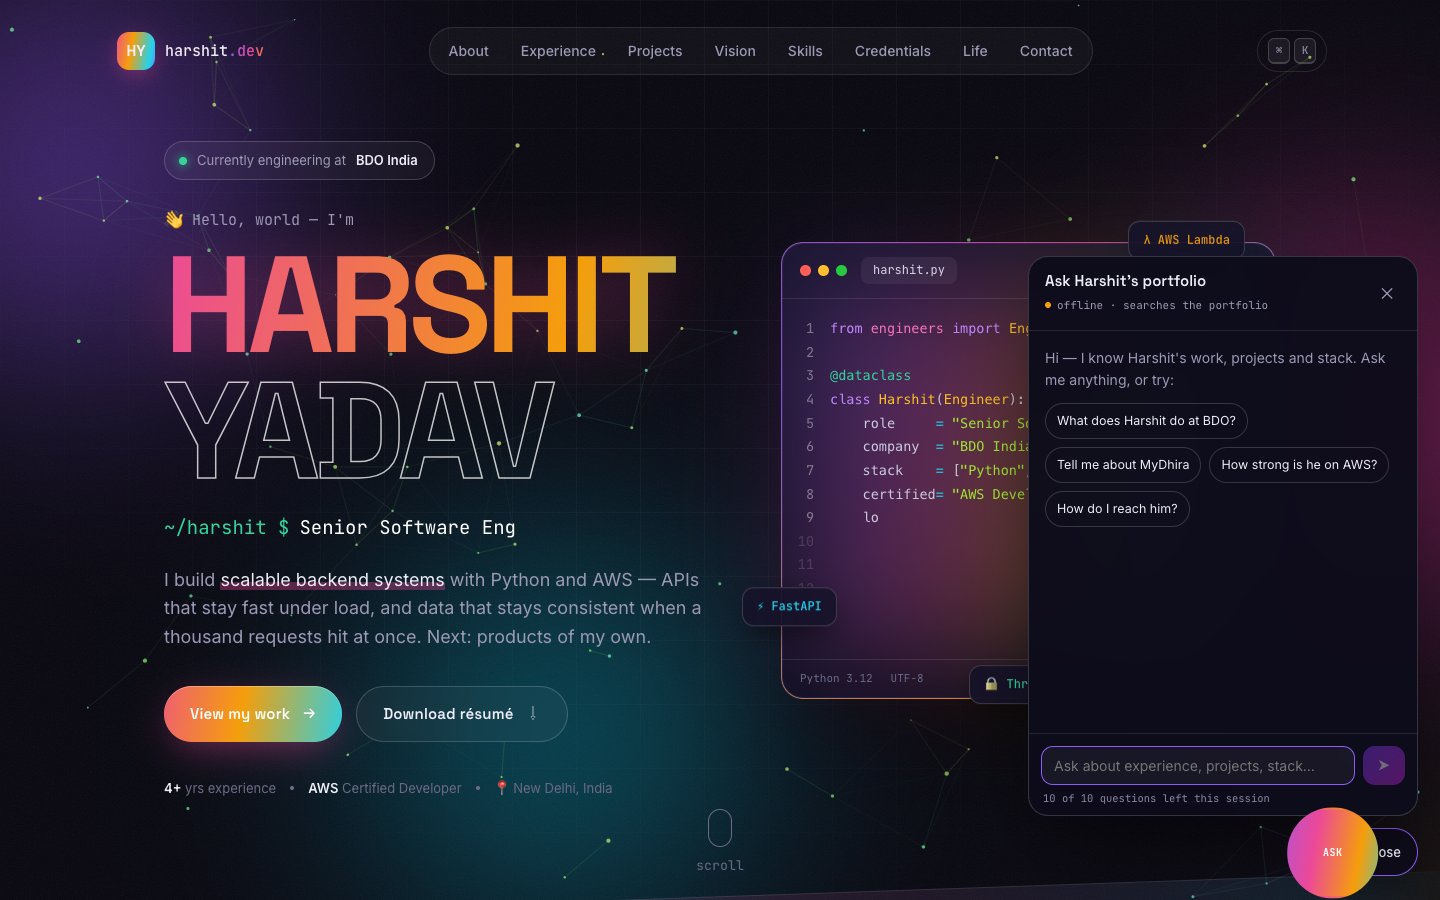 HY harshit.dev
About Experience Projects Vision Skills Credentials Life Contact
⌘ K
Currently engineering at BDO India
👋 Hello, world — I'm
HARSHIT
YADAV
~/harshit $ Senior Software Eng
I build scalable backend systems with Python and AWS — APIs
that stay fast under load, and data that stays consistent when a
thousand requests hit at once. Next: products of my own.
View my work →
Download résumé
4+ yrs experience • AWS Certified Developer • 📍 New Delhi, India
scroll
λ AWS Lambda
harshit.py
1 from engineers import
2
3 @dataclass
4 class Harshit(Engineer):
5 role = "Senior
6 company = "BDO India
7 stack = ["Python"
8 certified= "AWS
9 lo
10
11
12
⚡ FastAPI
Python 3.12 UTF-8
🔒
Ask Harshit's portfolio
offline · searches the portfolio
Hi — I know Harshit's work, projects and stack. Ask
me anything, or try:
What does Harshit do at BDO?
Tell me about MyDhira
How strong is he on AWS?
How do I reach him?
Ask about experience, projects, stack...
10 of 10 questions left this session
ASK